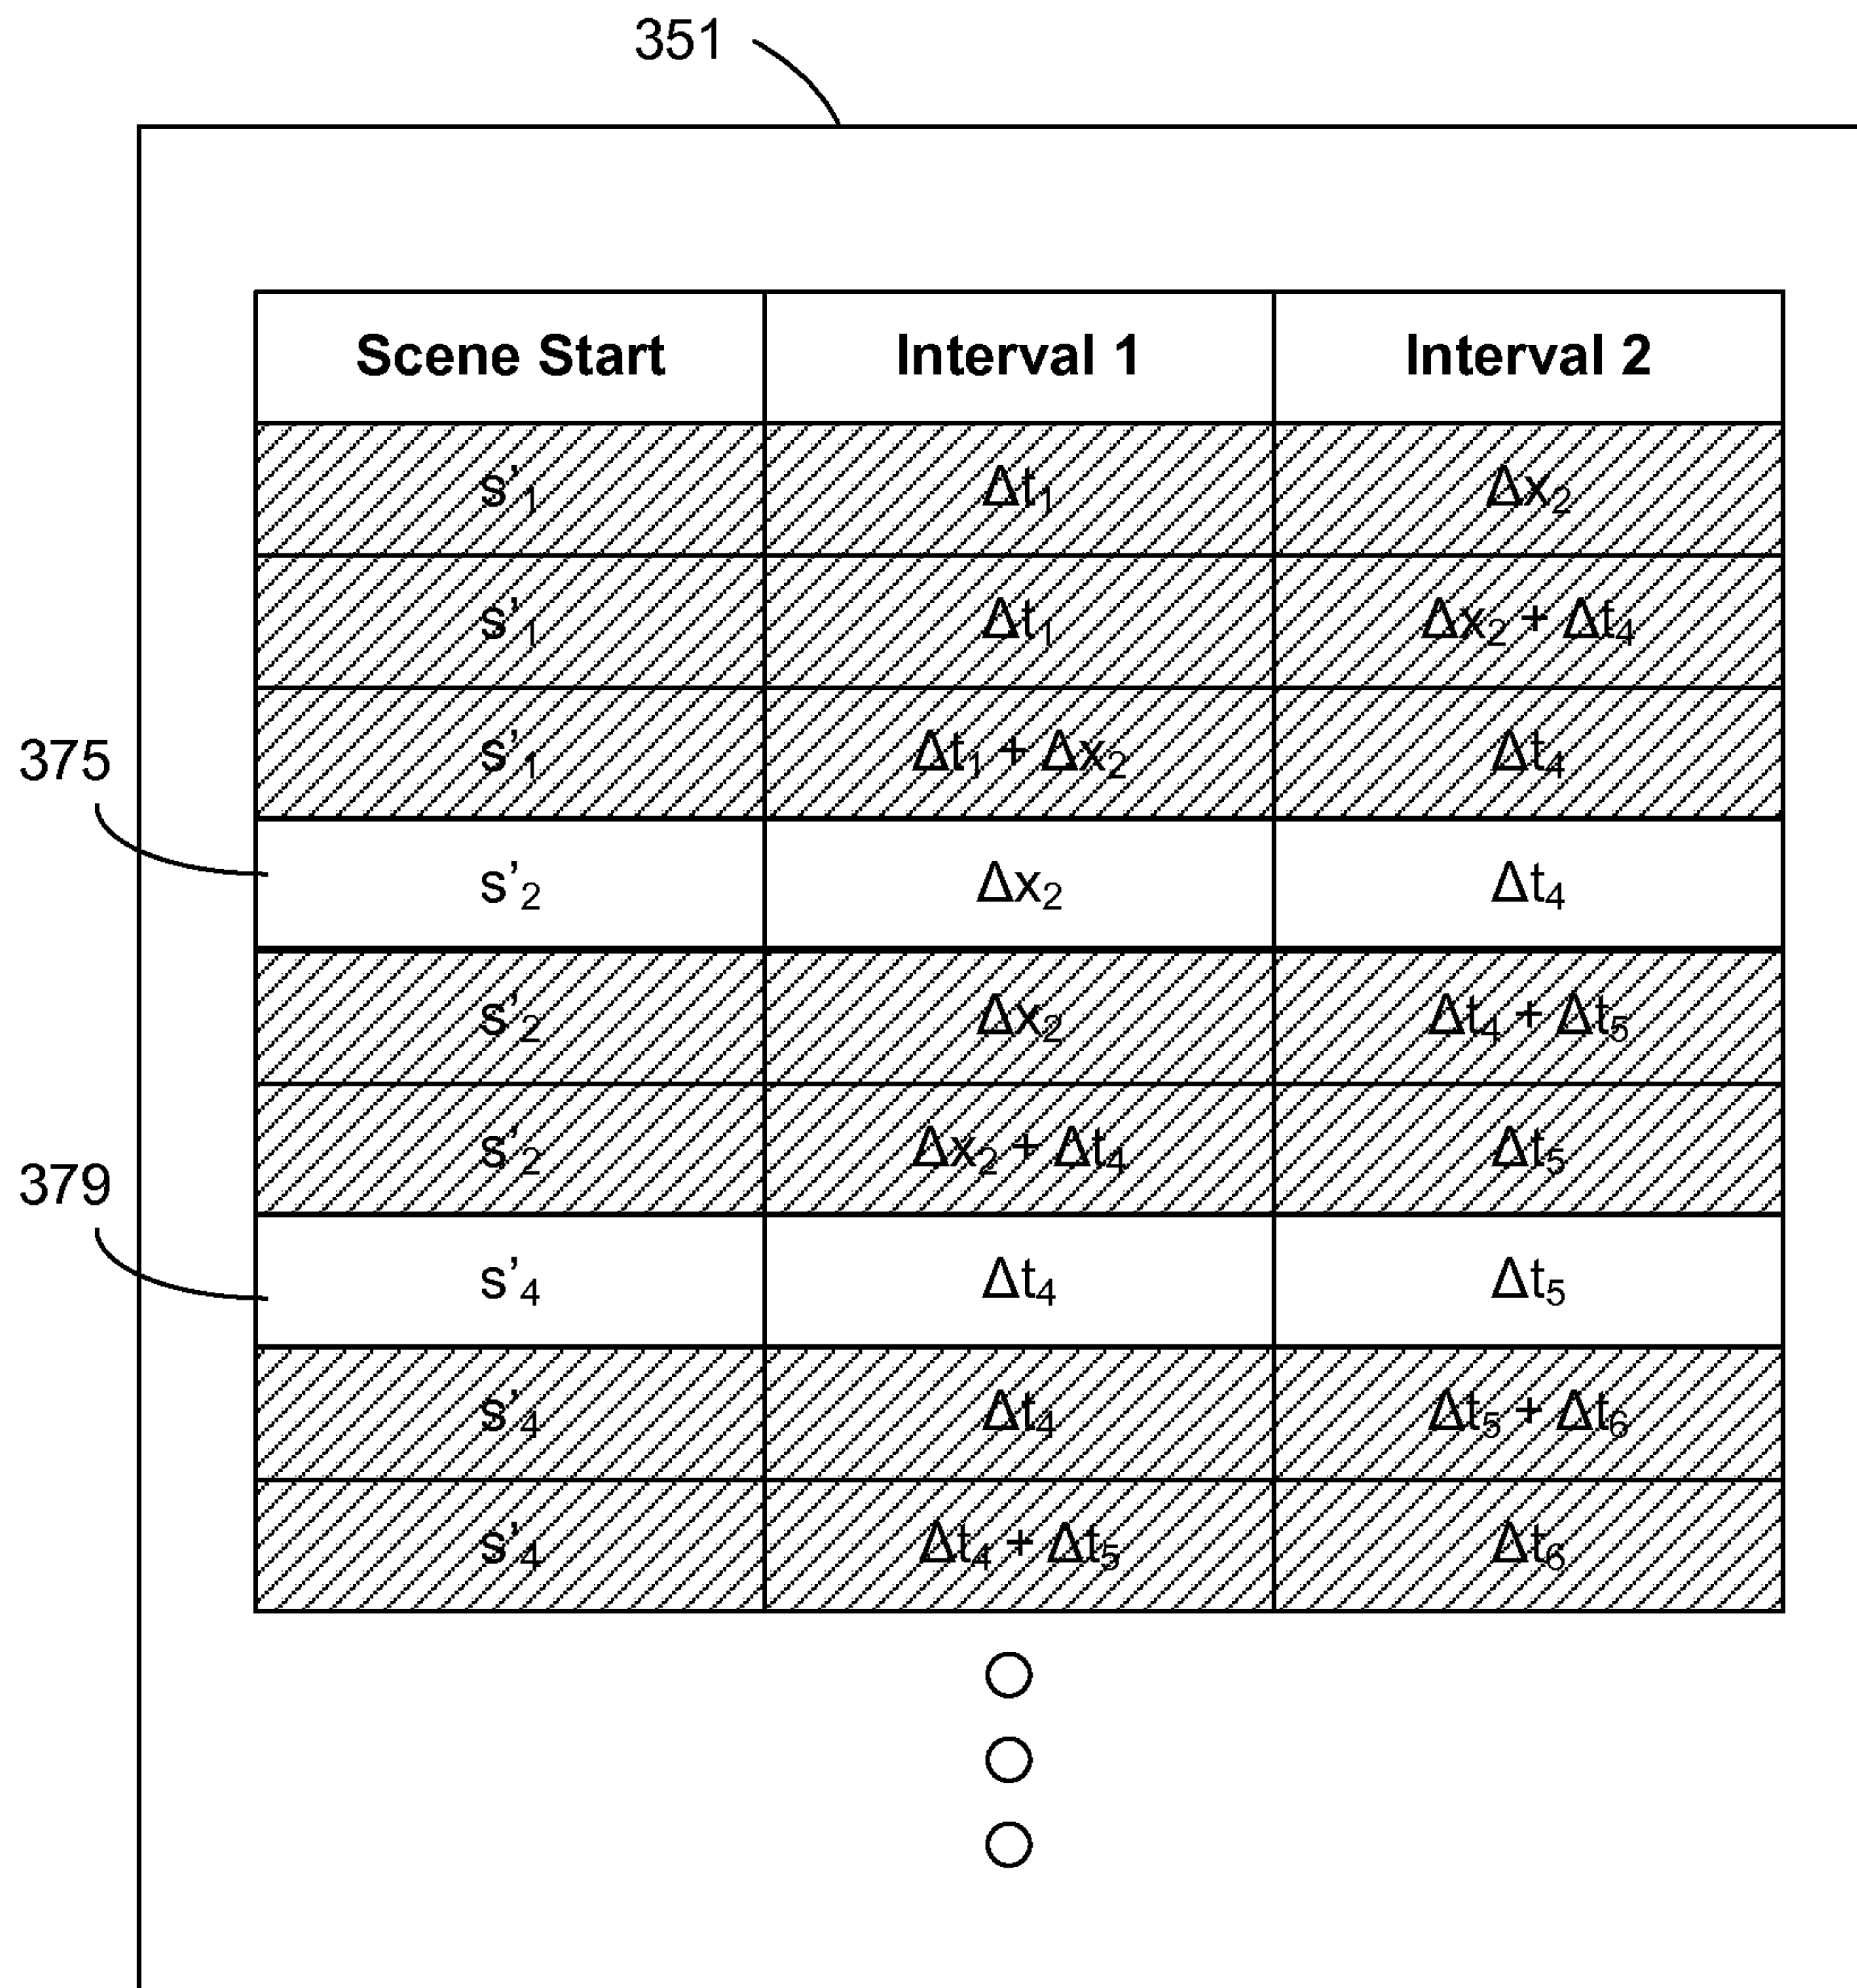 351
Scene Start Interval 1 Interval 2
s’₁ Δt₁ Δx₂
s’₁ Δt₁ Δx₂ + Δt₄
s’₁ Δt₁ + Δx₂ Δt₄
375
s’₂ Δx₂ Δt₄
s’₂ Δx₂ Δt₄ + Δt₅
s’₂ Δx₂ + Δt₄ Δt₅
379
s’₄ Δt₄ Δt₅
s’₄ Δt₄ Δt₅ + Δt₆
s’₄ Δt₄ + Δt₅ Δt₆